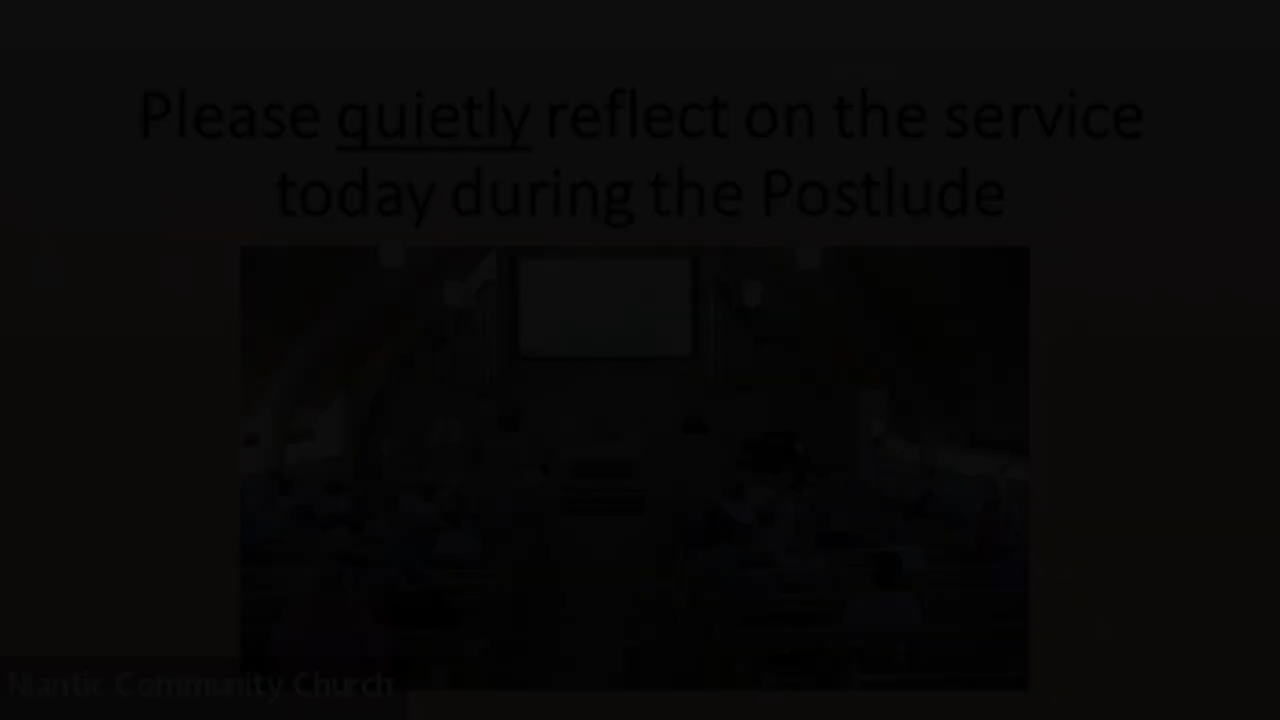 Please quietly reflect on the service
today during the Postlude
Niantic Community Church